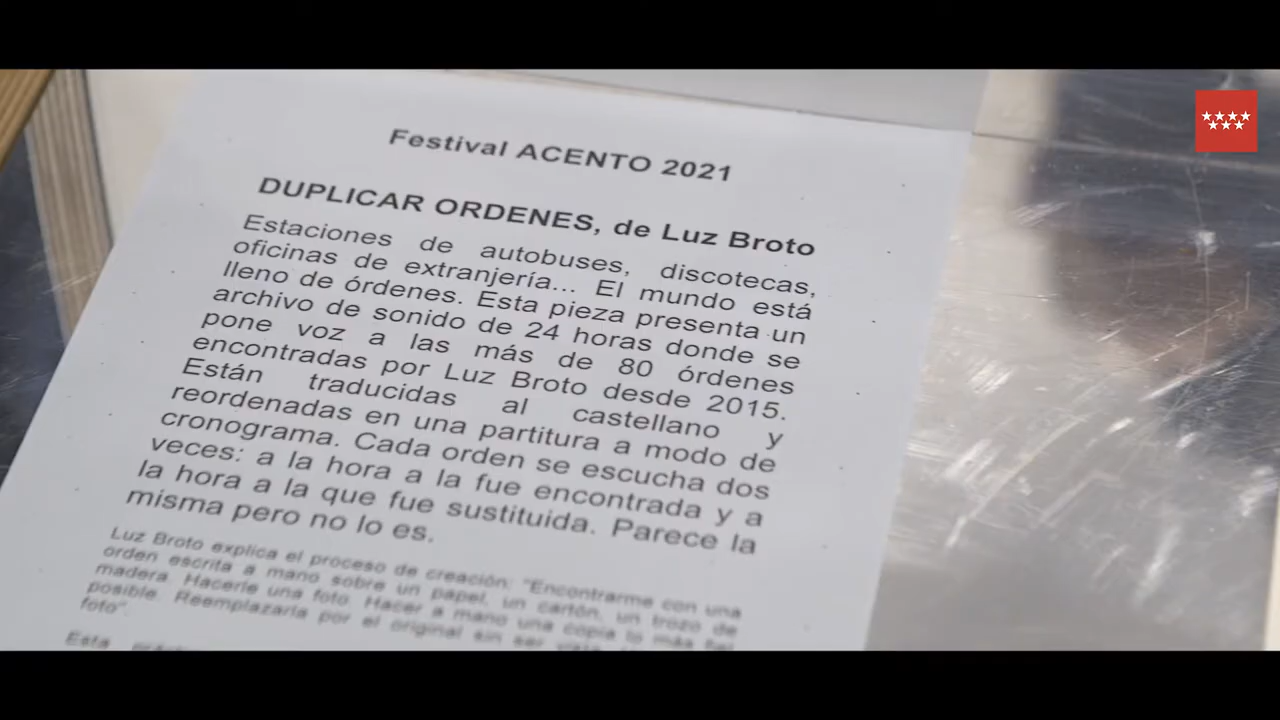 Festival ACENTO 2021
DUPLICAR ORDENES, de Luz Broto
Estaciones de autobuses, discotecas,
oficinas de extranjería... El mundo está
lleno de órdenes. Esta pieza presenta un
archivo de sonido de 24 horas donde se
pone voz a las más de 80 órdenes
encontradas por Luz Broto desde 2015.
Están traducidas al castellano y
reordenadas en una partitura a modo de
cronograma. Cada orden se escucha dos
veces: a la hora a la fue encontrada y a
la hora a la que fue sustituida. Parece la
misma pero no lo es.
Luz Broto explica el proceso de creación: "Encontrarme con una
orden escrita a mano sobre un papel, un cartón, un trozo de
madera. Hacerle una foto. Hacer a mano una copia lo más fiel
posible. Reemplazarla por el original sin ser vista.
foto".
Esta